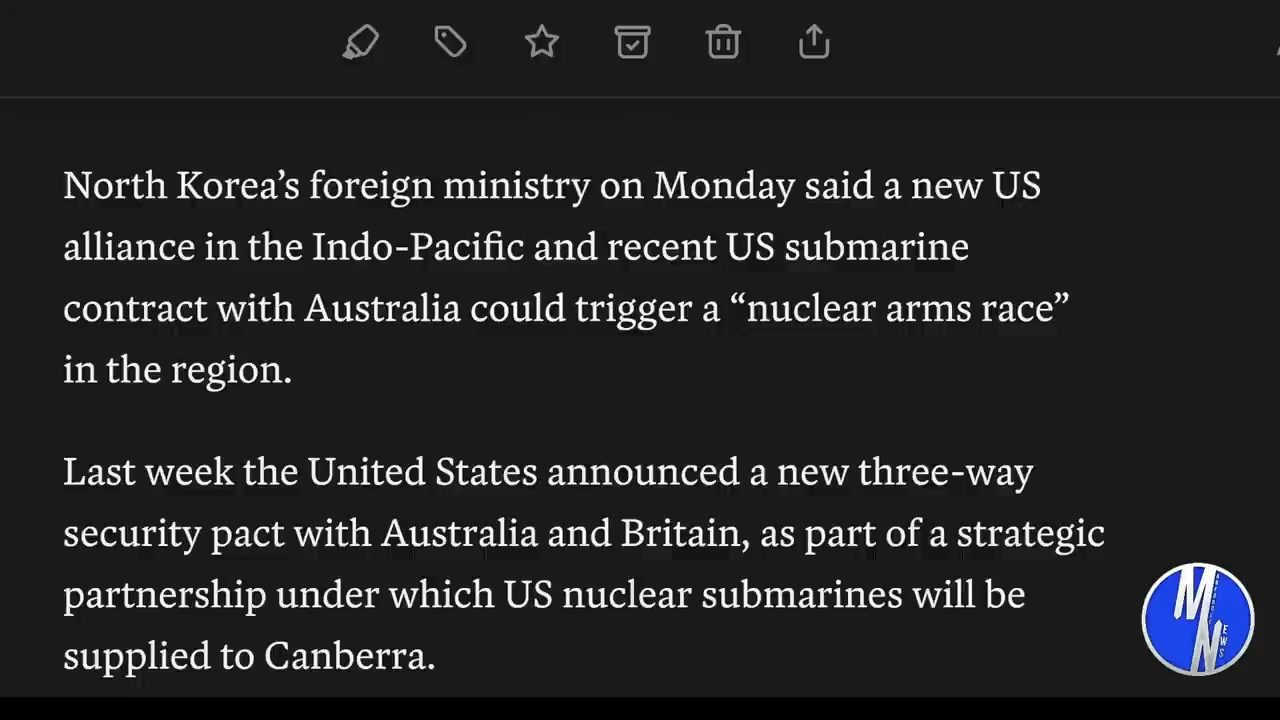 North Korea’s foreign ministry on Monday said a new US
alliance in the Indo-Pacific and recent US submarine
contract with Australia could trigger a “nuclear arms race”
in the region.
Last week the United States announced a new three-way
security pact with Australia and Britain, as part of a strategic
partnership under which US nuclear submarines will be
supplied to Canberra.
M
NEWS